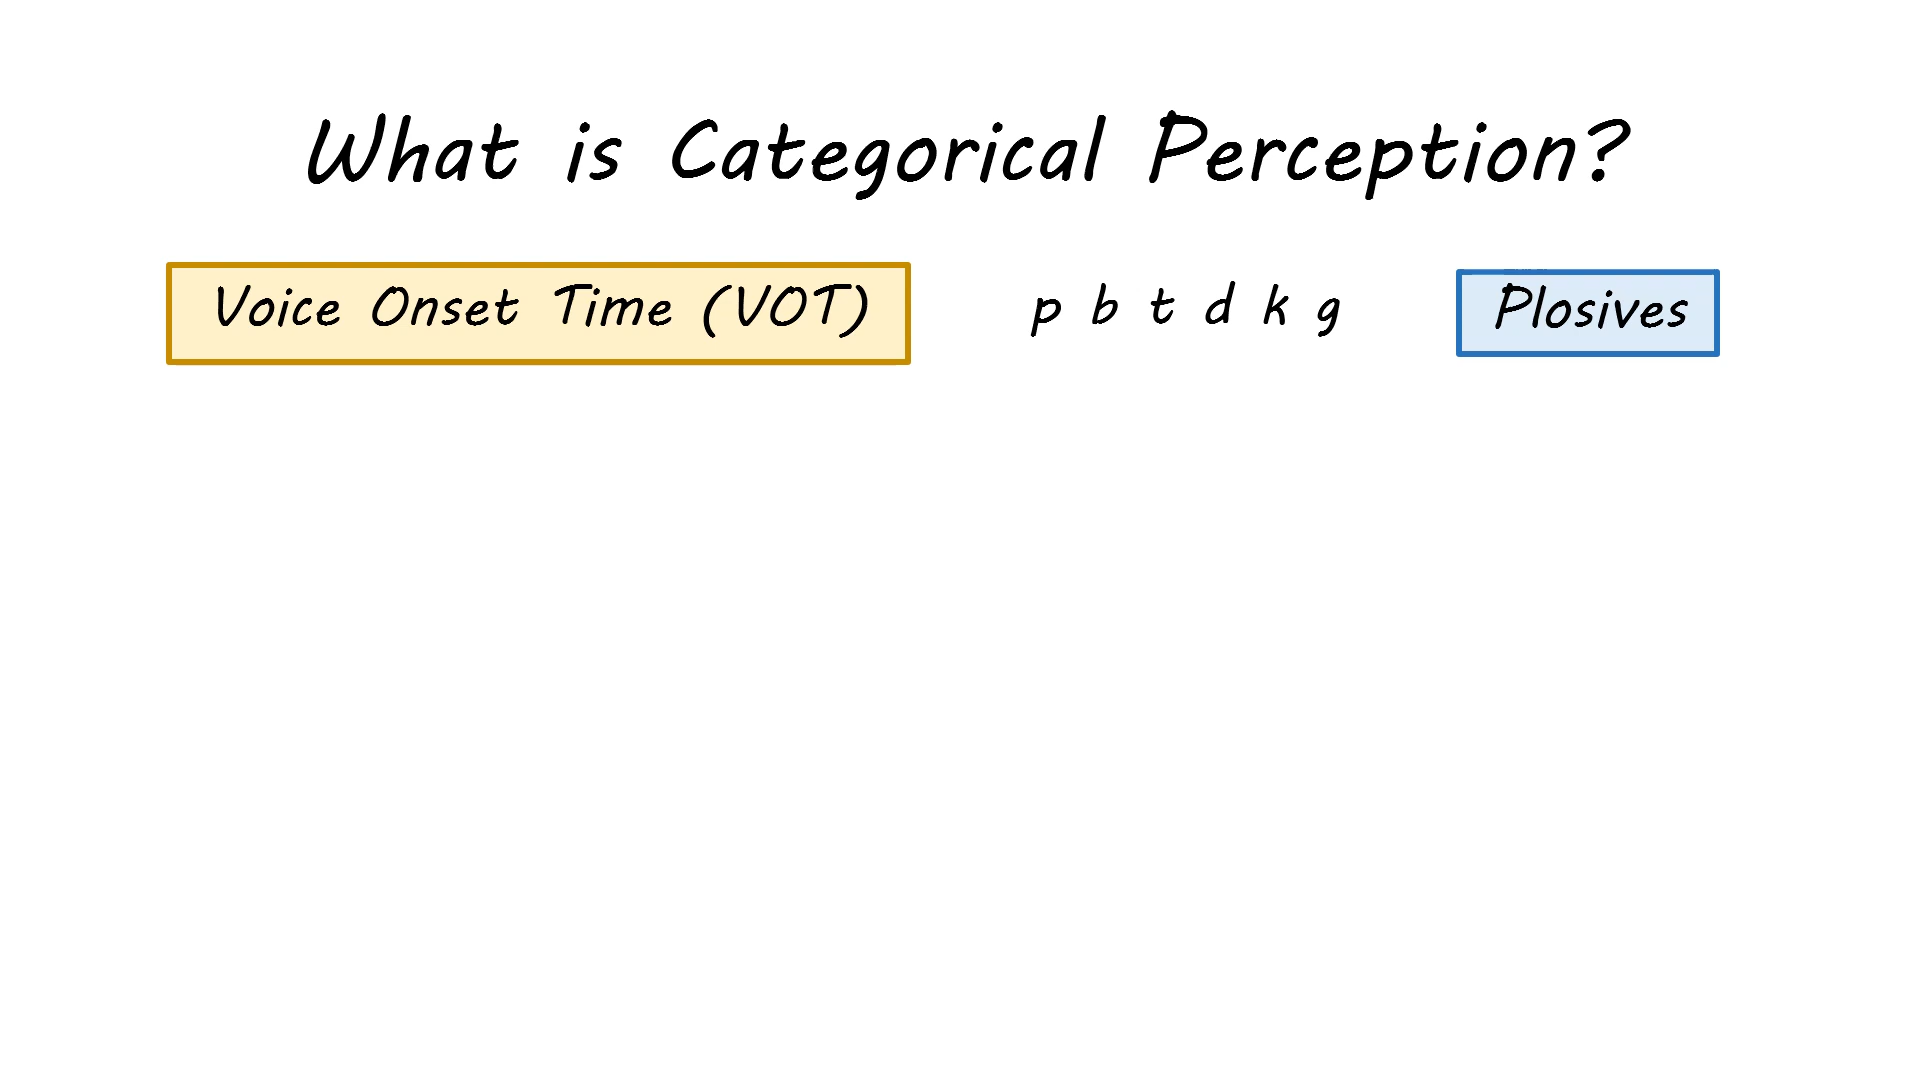 What is Categorical Perception?
Voice Onset Time (VOT) p b t d k g Plosives